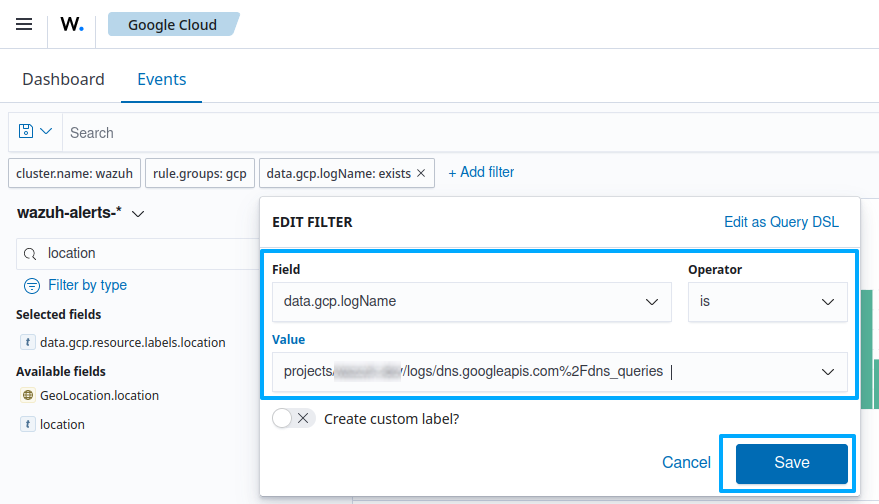 W. Google Cloud
Dashboard Events
Search
cluster.name: wazuh rule.groups: gcp data.gcp.logName: exists × + Add filter
wazuh-alerts-*
EDIT FILTER Edit as Query DSL
location
Field Operator
Filter by type
data.gcp.logName is
Selected fields
data.gcp.resource.labels.location
Value
Available fields
projects/ /logs/dns.googleapis.com%2Fdns_queries
GeoLocation.location
t location
Create custom label?
Cancel Save